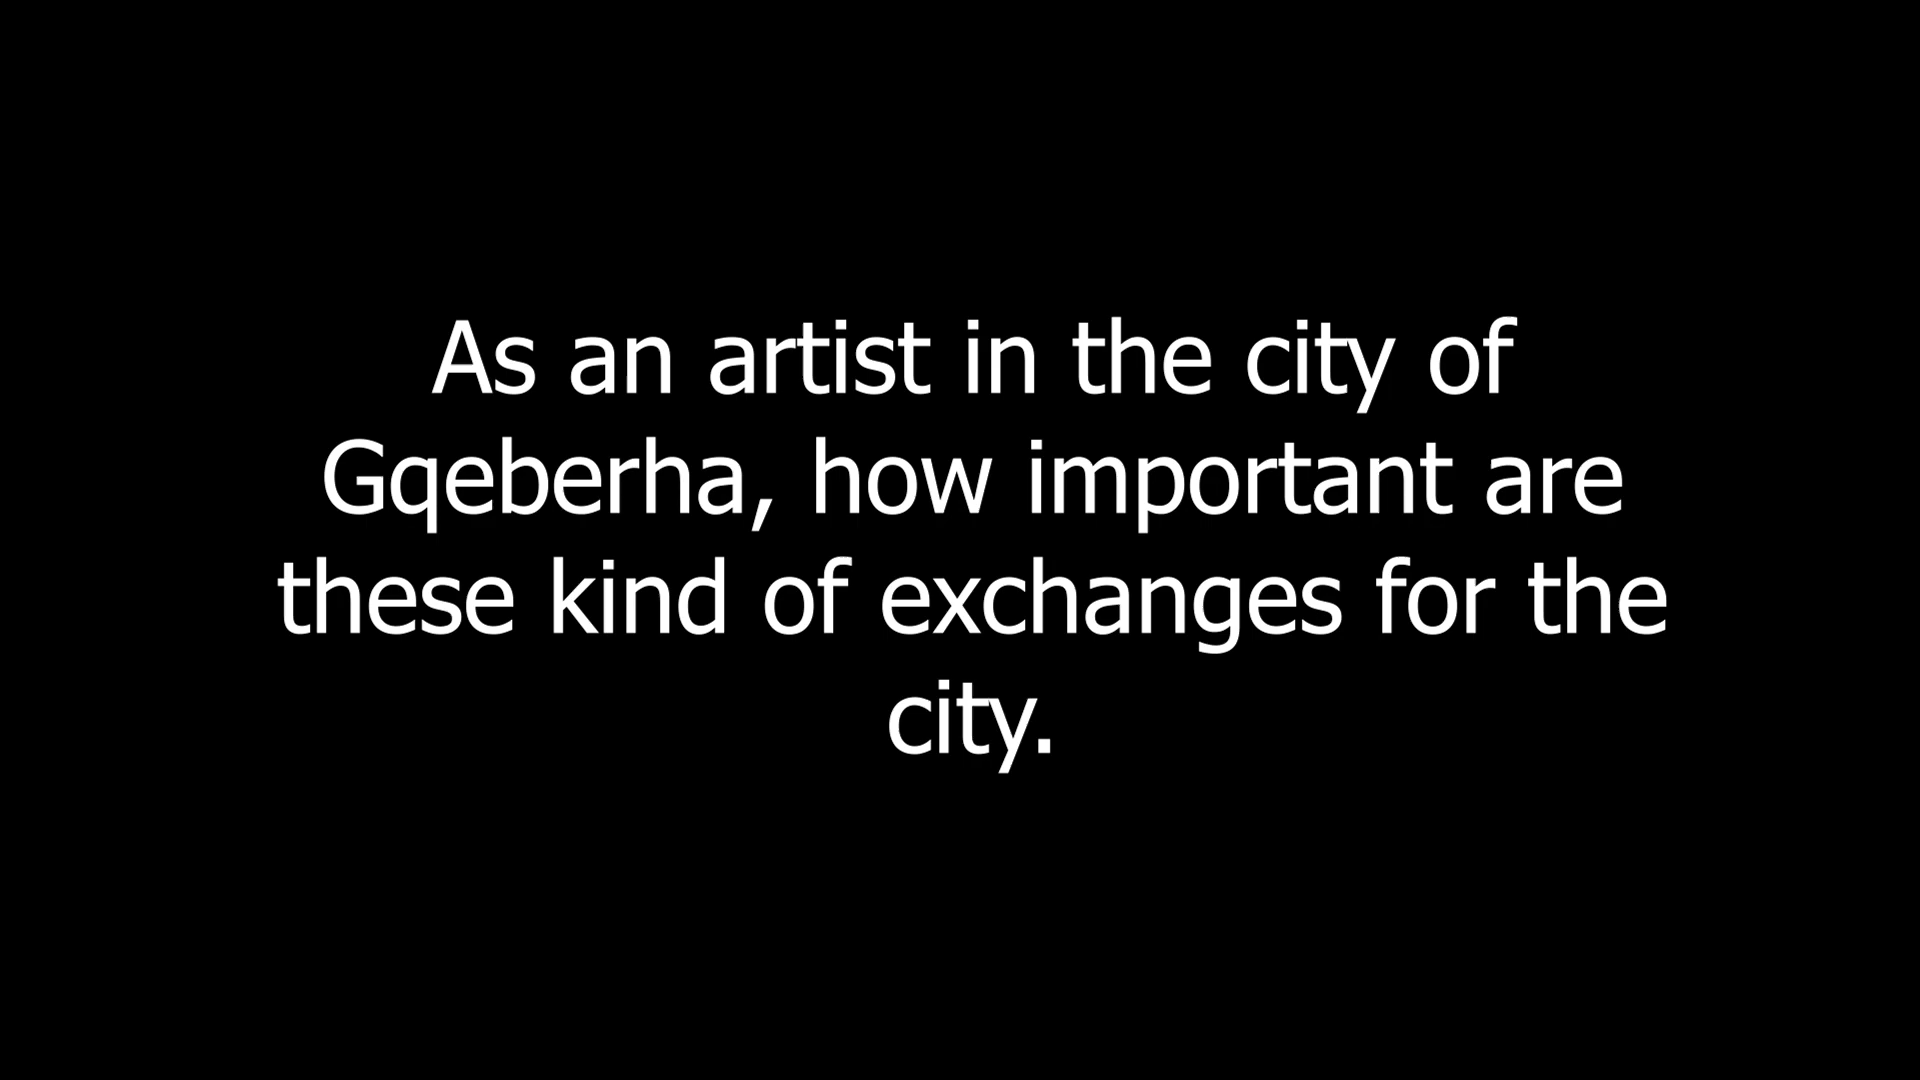 As an artist in the city of
Gqeberha, how important are
these kind of exchanges for the
city.